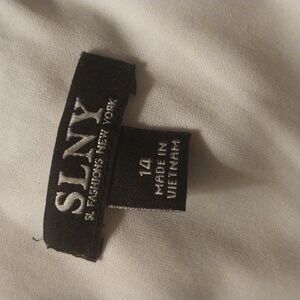 SLNY
SL FASHIONS NEW YORK
14
MADE IN
VIETNAM